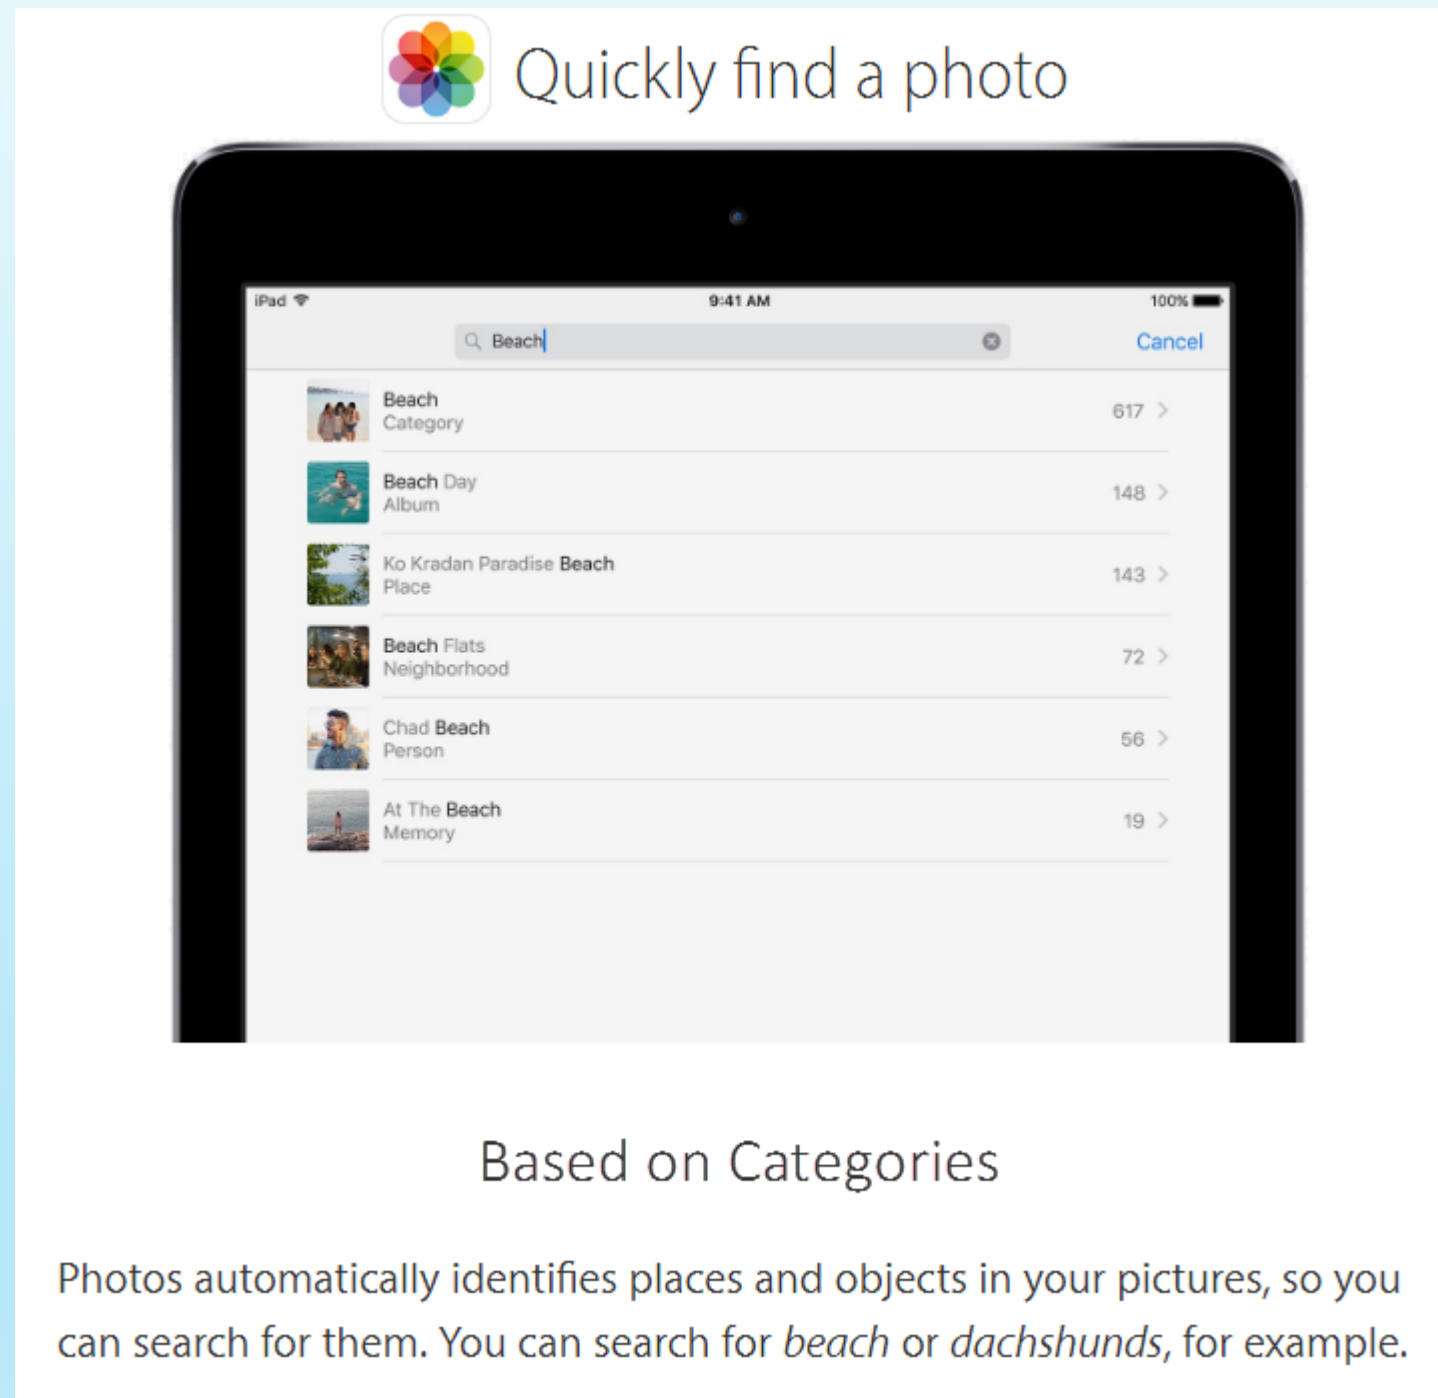 Quickly find a photo
iPad
9:41 AM
100%
Beach
Cancel
Beach
Category
617
Beach Day
Album
148
Ko Kradan Paradise Beach
Place
143
Beach Flats
Neighborhood
72
Chad Beach
Person
56
At The Beach
Memory
19
Based on Categories
Photos automatically identifies places and objects in your pictures, so you
can search for them. You can search for beach or dachshunds, for example.